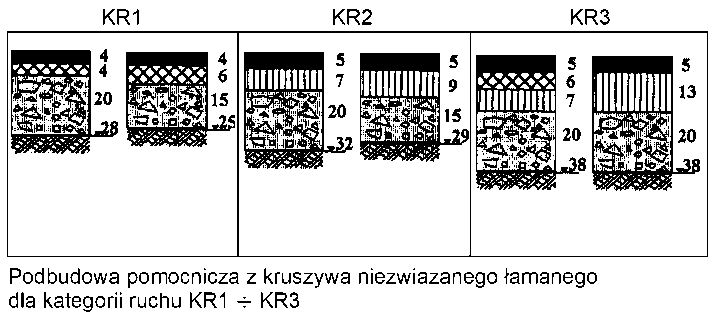 KR1 KR2 KR3
4 4 5 5 5 5
4 6 7 9 6 13
7
20 15 20 15 20 20
28 25 32 29 38 38
Podbudowa pomocnicza z kruszywa niezwiazanego łamanego
dla kategorii ruchu KR1 ÷ KR3